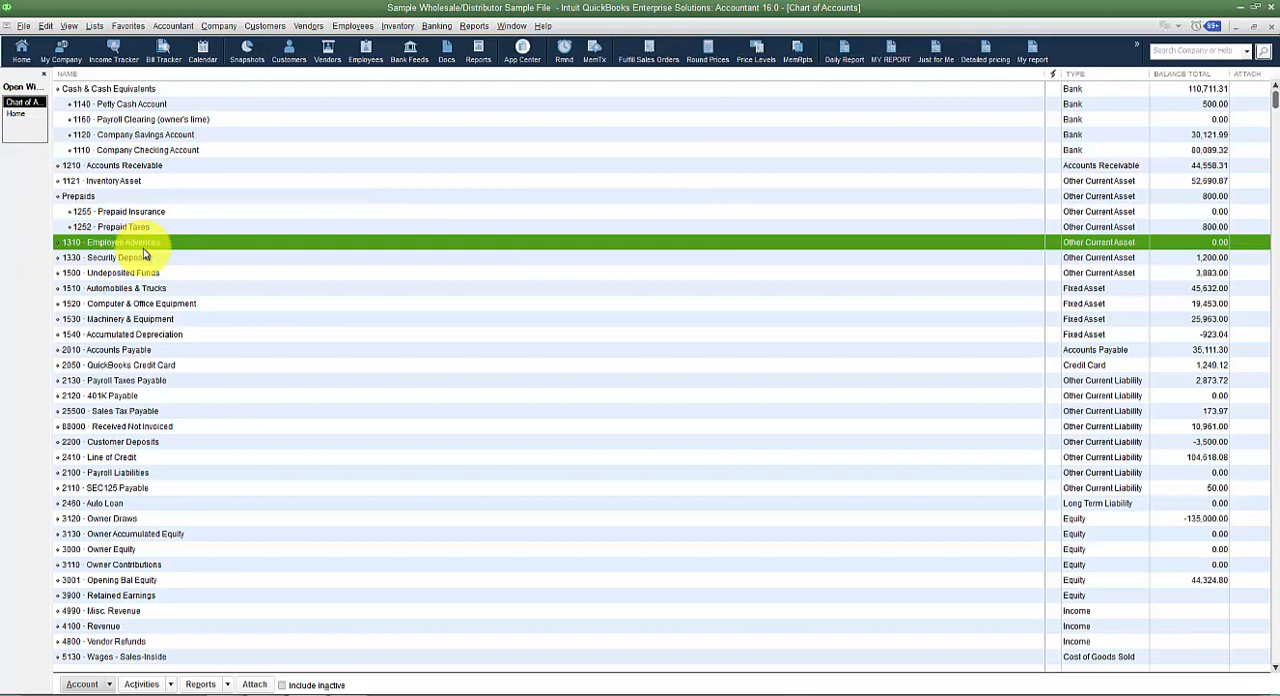 Sample Wholesale/Distributor Sample File - Intuit QuickBooks Enterprise Solutions: Accountant 16.0 - [Chart of Accounts]
File Edit View Lists Favorites Accountant Company Customers Vendors Employees Inventory Banking Reports Window Help
99+
Home My Company Income Tracker Bill Tracker Calendar Snapshots Customers Vendors Employees Bank Feeds Docs Reports App Center Rmnd MemTx Fulfill Sales Orders Round Prices Price Levels MemRpts Daily Report MY REPORT Just for Me Detailed pricing My report » Search Company or Help
Open Wi...
Chart of A...
Home
NAME TYPE BALANCE TOTAL ATTACH
Cash & Cash Equivalents Bank 110,711.31
1140 · Petty Cash Account Bank 500.00
1160 · Payroll Clearing (owner's time) Bank 0.00
1120 · Company Savings Account Bank 30,121.99
1110 · Company Checking Account Bank 80,089.32
1210 · Accounts Receivable Accounts Receivable 44,558.31
1121 · Inventory Asset Other Current Asset 52,690.87
Prepaids Other Current Asset 800.00
1255 · Prepaid Insurance Other Current Asset 0.00
1252 · Prepaid Taxes Other Current Asset 800.00
1310 · Employee Advances Other Current Asset 0.00
1330 · Security Deposits Other Current Asset 1,200.00
1500 · Undeposited Funds Other Current Asset 3,883.00
1510 · Automobiles & Trucks Fixed Asset 45,632.00
1520 · Computer & Office Equipment Fixed Asset 19,453.00
1530 · Machinery & Equipment Fixed Asset 25,963.00
1540 · Accumulated Depreciation Fixed Asset -923.04
2010 · Accounts Payable Accounts Payable 35,111.30
2050 · QuickBooks Credit Card Credit Card 1,249.12
2130 · Payroll Taxes Payable Other Current Liability 2,873.72
2120 · 401K Payable Other Current Liability 0.00
25500 · Sales Tax Payable Other Current Liability 173.97
88000 · Received Not Invoiced Other Current Liability 10,961.00
2200 · Customer Deposits Other Current Liability -3,500.00
2410 · Line of Credit Other Current Liability 104,618.08
2100 · Payroll Liabilities Other Current Liability 0.00
2110 · SEC125 Payable Other Current Liability 50.00
2460 · Auto Loan Long Term Liability 0.00
3120 · Owner Draws Equity -135,000.00
3130 · Owner Accumulated Equity Equity 0.00
3000 · Owner Equity Equity 0.00
3110 · Owner Contributions Equity 0.00
3001 · Opening Bal Equity Equity 44,324.80
3900 · Retained Earnings Equity
4990 · Misc. Revenue Income
4100 · Revenue Income
4800 · Vendor Refunds Income
5130 · Wages - Sales-Inside Cost of Goods Sold
Account Activities Reports Attach Include inactive